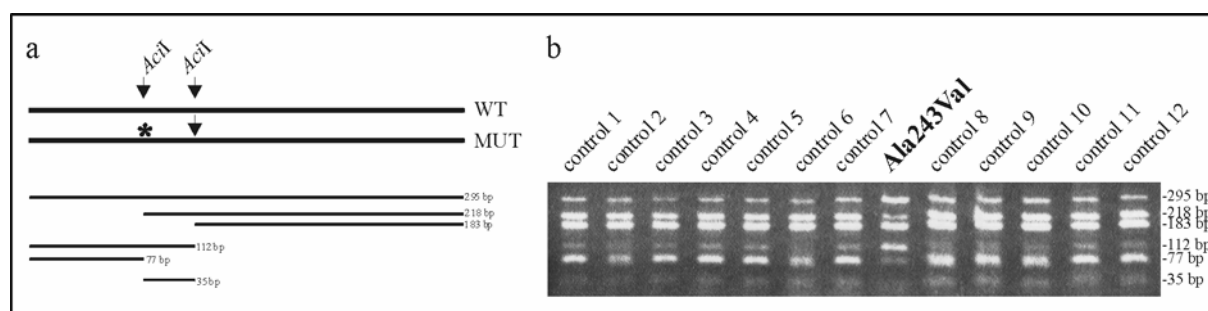 a
AciI
AciI
WT
MUT
295 bp
218 bp
183 bp
112 bp
77 bp
35 bp
b
control 1
control 2
control 3
control 4
control 5
control 6
control 7
Ala243Val
control 8
control 9
control 10
control 11
control 12
-295 bp
-218 bp
-183 bp
-112 bp
-77 bp
-35 bp